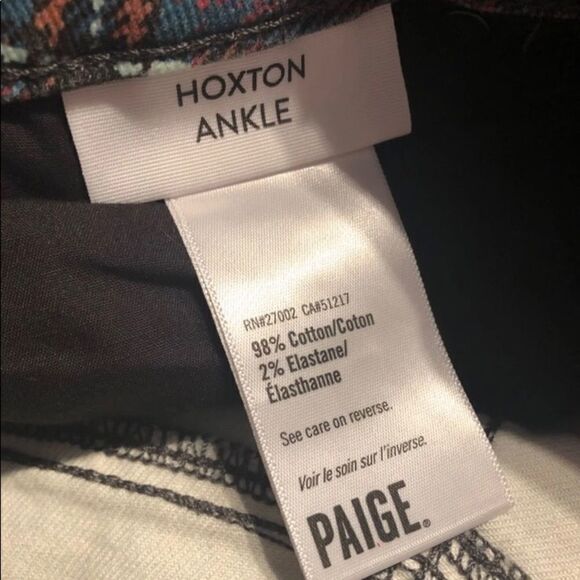 HOXTON
ANKLE
RN#27002 CA#51217
98% Cotton/Coton
2% Elastane/
Élasthanne
See care on reverse.
Voir le soin sur l'inverse.
PAIGE®